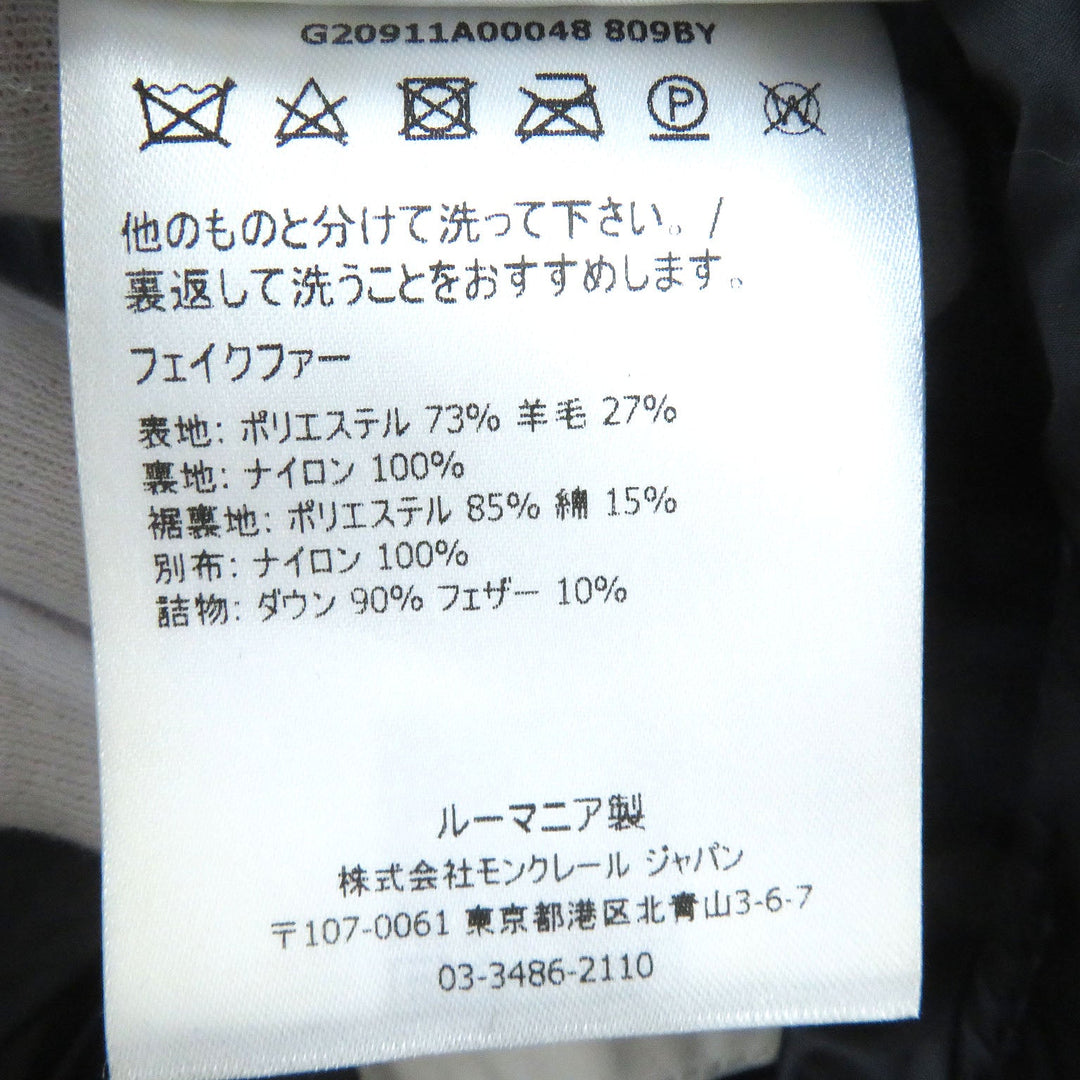 G20911A00048 809BY
P
W
他のものと分けて洗って下さい。/
裏返して洗うことをおすすめします。
フェイクファー
表地: ポリエステル 73% 羊毛 27%
裏地: ナイロン 100%
裾裏地: ポリエステル 85% 綿 15%
別布: ナイロン 100%
詰物: ダウン 90% フェザー 10%
ルーマニア製
株式会社モンクレール ジャパン
〒107-0061 東京都港区北青山3-6-7
03-3486-2110